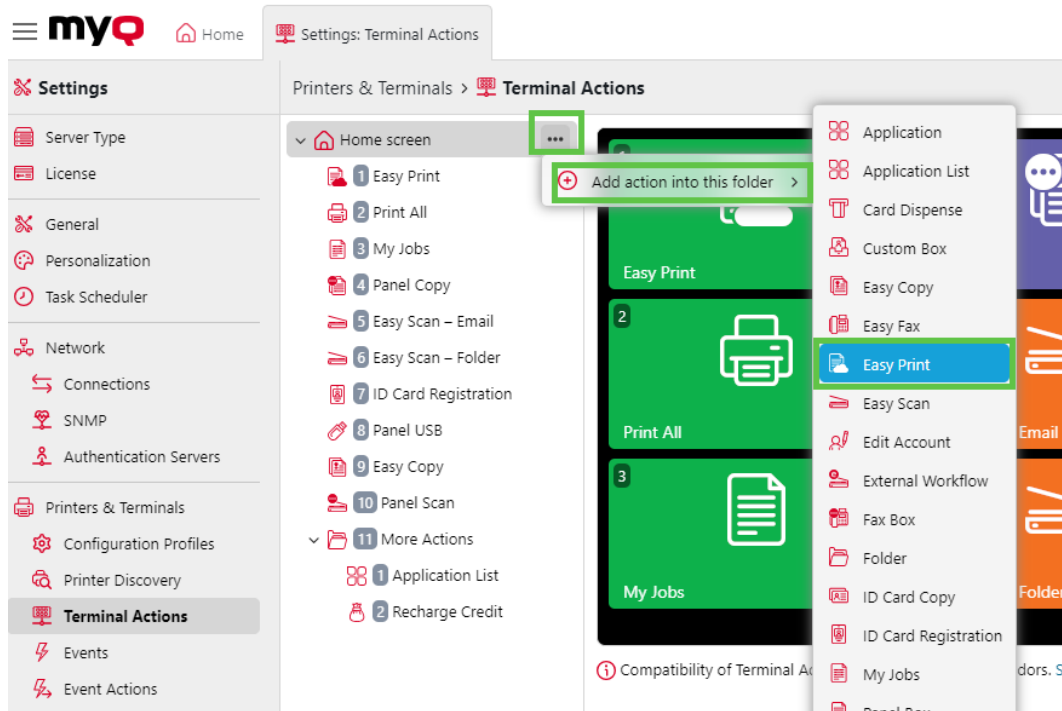 myQ
Home
Settings: Terminal Actions
Settings
Server Type
License
General
Personalization
Task Scheduler
Network
Connections
SNMP
Authentication Servers
Printers & Terminals
Configuration Profiles
Printer Discovery
Terminal Actions
Events
Event Actions
Printers & Terminals > Terminal Actions
Home screen
1 Easy Print
2 Print All
3 My Jobs
4 Panel Copy
5 Easy Scan – Email
6 Easy Scan – Folder
7 ID Card Registration
8 Panel USB
9 Easy Copy
10 Panel Scan
11 More Actions
1 Application List
2 Recharge Credit
Add action into this folder
Easy Print
2
Print All
3
My Jobs
Email
Compatibility of Terminal
dors.
Application
Application List
Card Dispense
Custom Box
Easy Copy
Easy Fax
Easy Print
Easy Scan
Edit Account
External Workflow
Fax Box
Folder
ID Card Copy
ID Card Registration
My Jobs